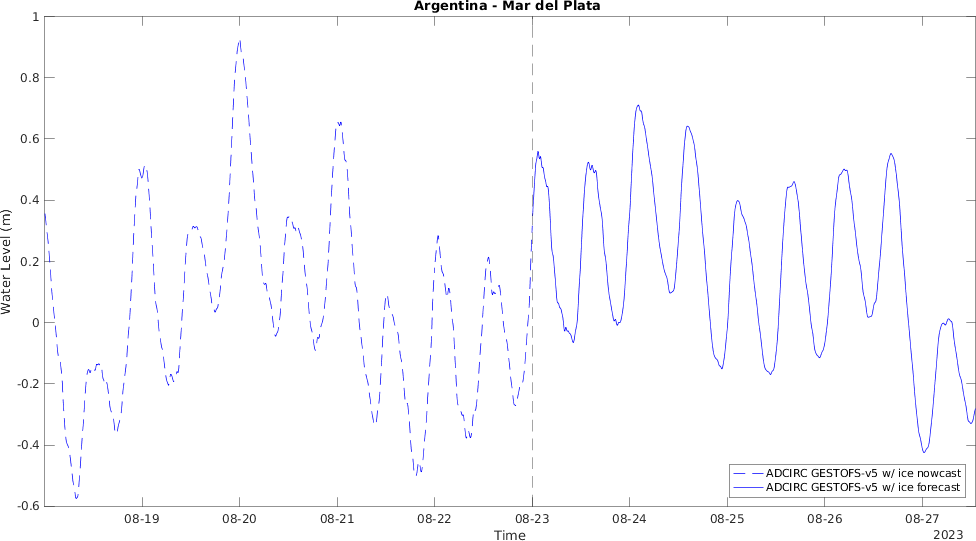 Argentina - Mar del Plata
1
0.8
0.6
0.4
0.2
0
-0.2
-0.4
-0.6
Water Level (m)
ADCIRC GESTOFS-v5 w/ ice nowcast
ADCIRC GESTOFS-v5 w/ ice forecast
08-19 08-20 08-21 08-22 08-23 08-24 08-25 08-26 08-27
Time
2023